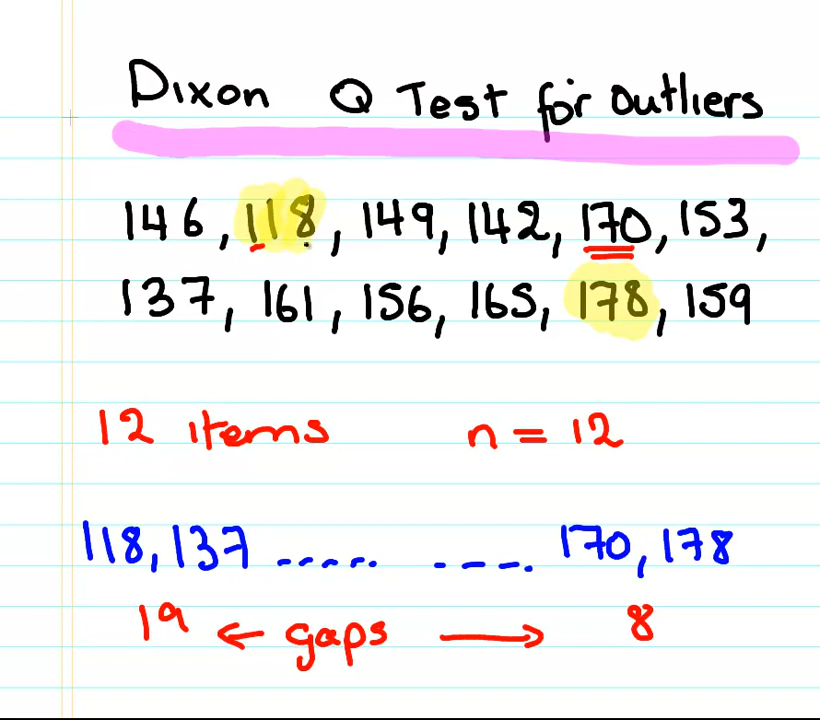 Dixon Q Test for Outliers
146, 118, 149, 142, 170, 153,
137, 161, 156, 165, 178, 159
12 items n = 12
118, 137 ..... ----. 170, 178
19 ← gaps → 8